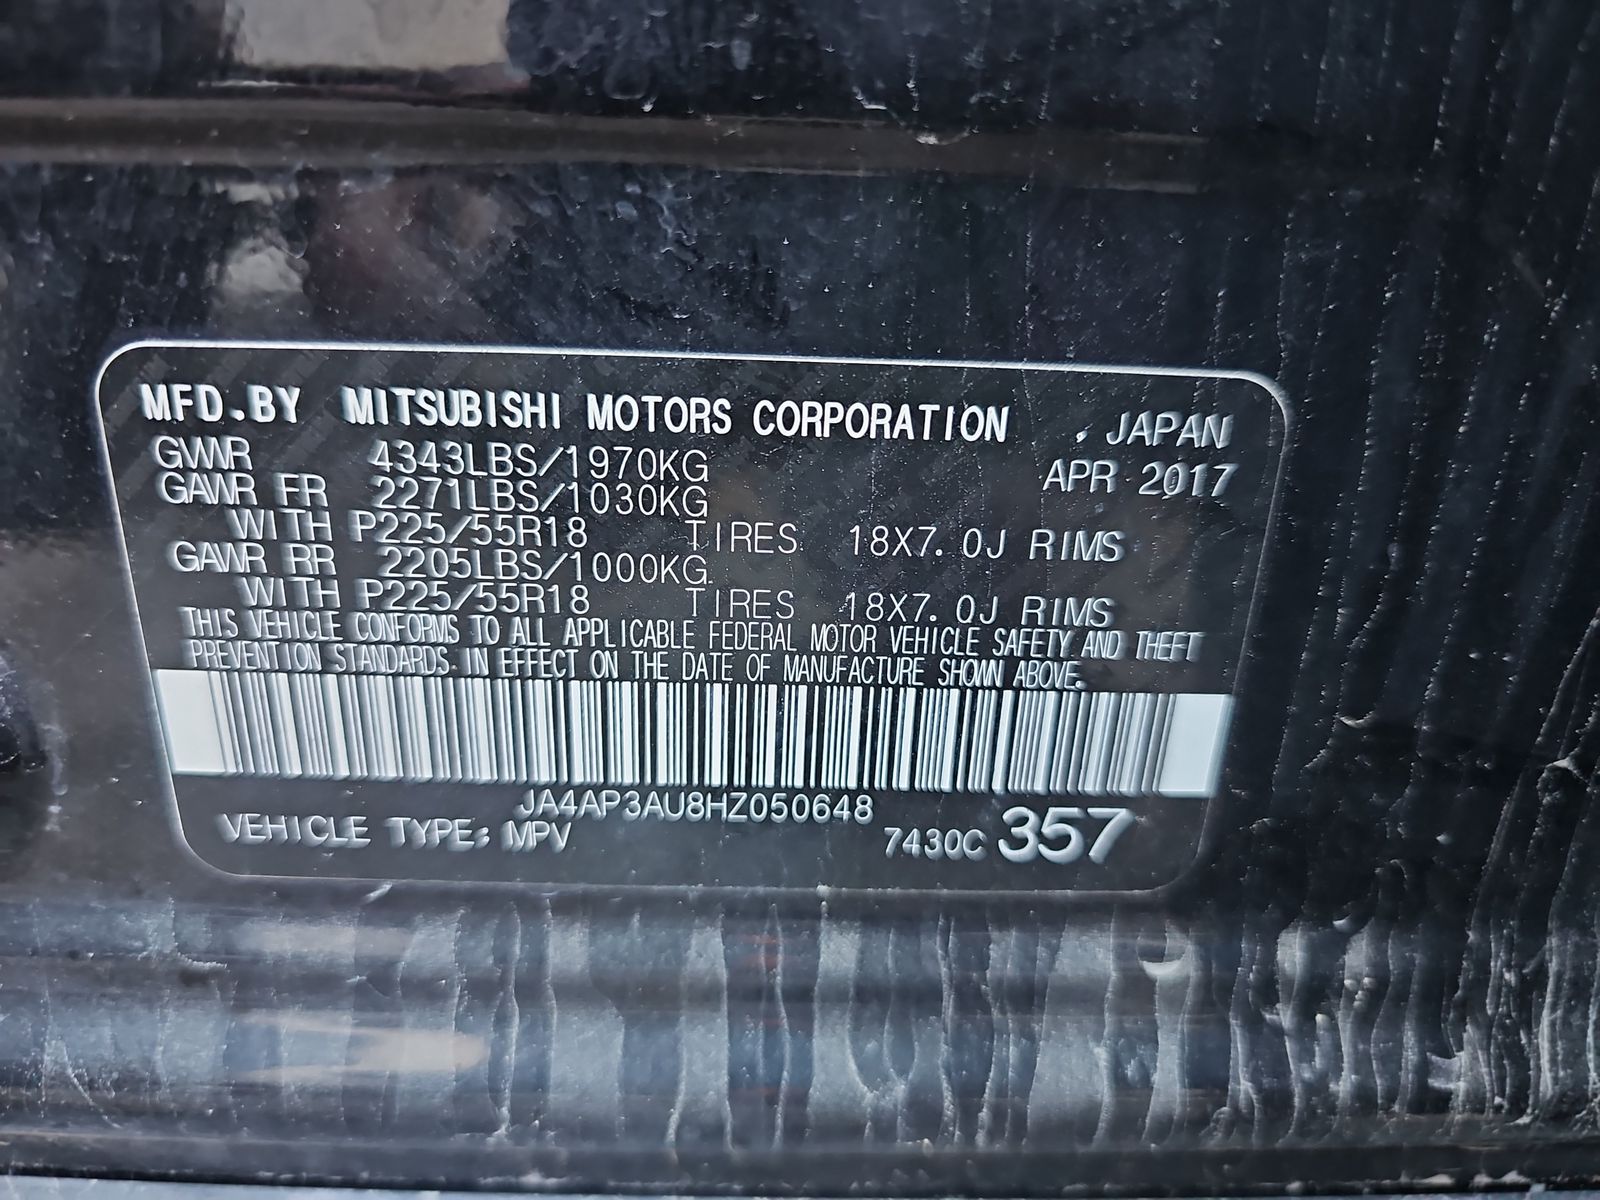 MFD.BY MITSUBISHI MOTORS CORPORATION , JAPAN
GVWR 4343LBS/1970KG APR 2017
GAWR FR 2271LBS/1030KG
WITH P225/55R18 TIRES 18X7.0J RIMS
GAWR RR 2205LBS/1000KG
WITH P225/55R18 TIRES 18X7.0J RIMS
THIS VEHICLE CONFORMS TO ALL APPLICABLE FEDERAL MOTOR VEHICLE SAFETY AND THEFT
PREVENTION STANDARDS IN EFFECT ON THE DATE OF MANUFACTURE SHOWN ABOVE.
JA4AP3AU8HZ050648
VEHICLE TYPE: MPV 7430C 357